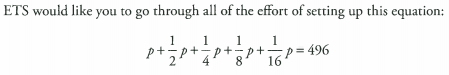 ETS would like you to go through all of the effort of setting up this equation:
p + 1/2 p + 1/4 p + 1/8 p + 1/16 p = 496